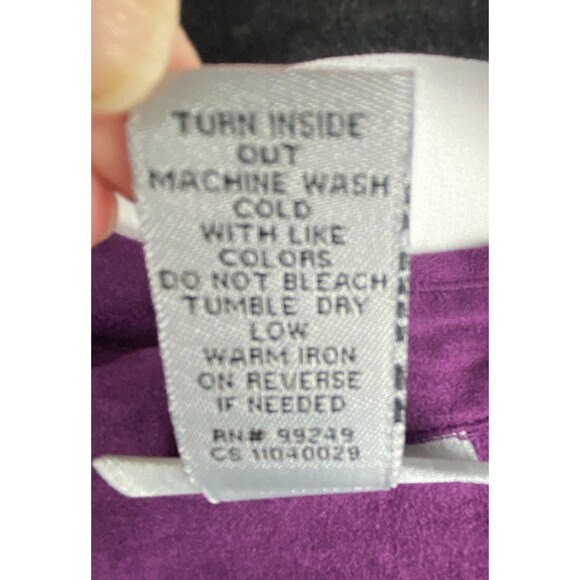 TURN INSIDE
OUT
MACHINE WASH
COLD
WITH LIKE
COLORS
DO NOT BLEACH
TUMBLE DRY
LOW
WARM IRON
ON REVERSE
IF NEEDED
RN# 99249
CS 11040029